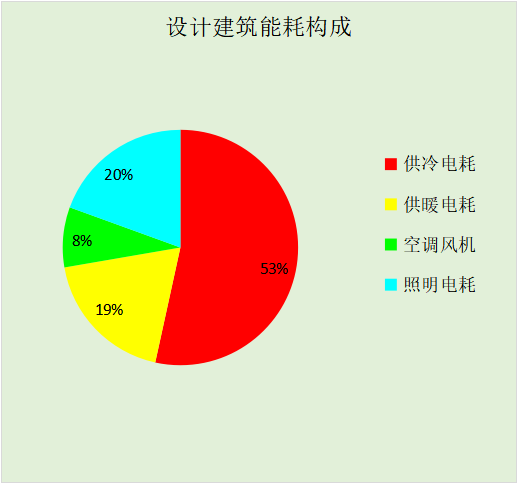 设计建筑能耗构成
20%
8%
53%
19%
供冷电耗
供暖电耗
空调风机
照明电耗